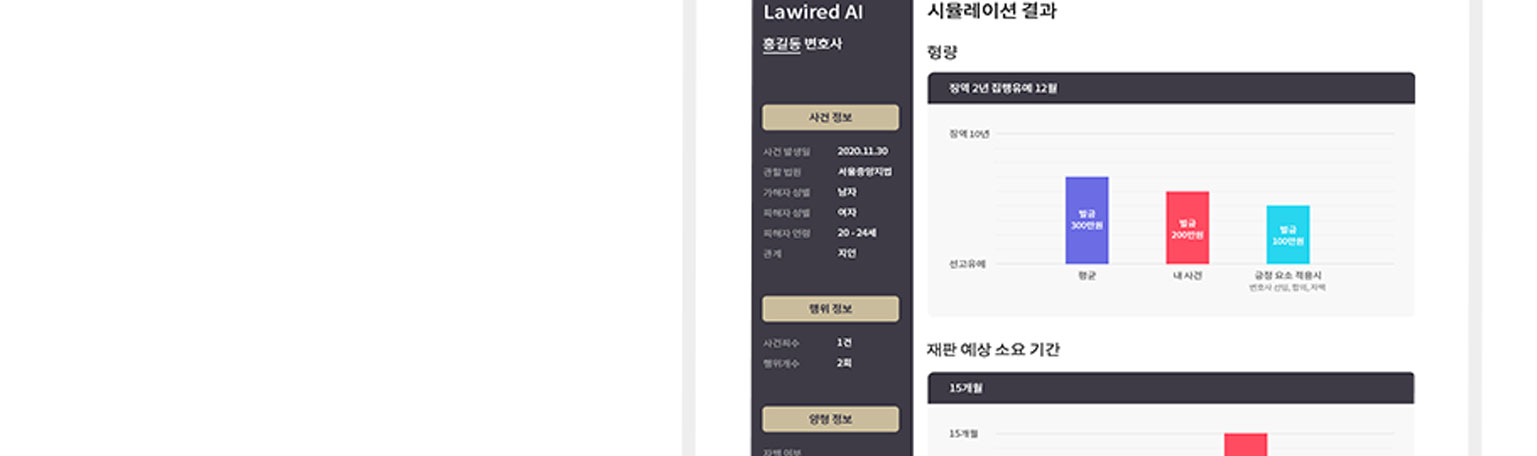 Lawired AI
홍길동 변호사
사건 정보
사건 발생일 2020.11.30
관할 법원 서울중앙지법
가해자 성별 남자
피해자 성별 여자
피해자 연령 20 - 24세
관계 지인
행위 정보
사건죄수 1건
행위개수 2회
양형 정보
자백 여부
시뮬레이션 결과
형량
징역 2년 집행유예 12월
징역 10년
벌금
300만원
벌금
200만원
벌금
100만원
선고유예
평균
내 사건
긍정 요소 적용시
변호사 선임, 합의, 자백
재판 예상 소요 기간
15개월
15개월